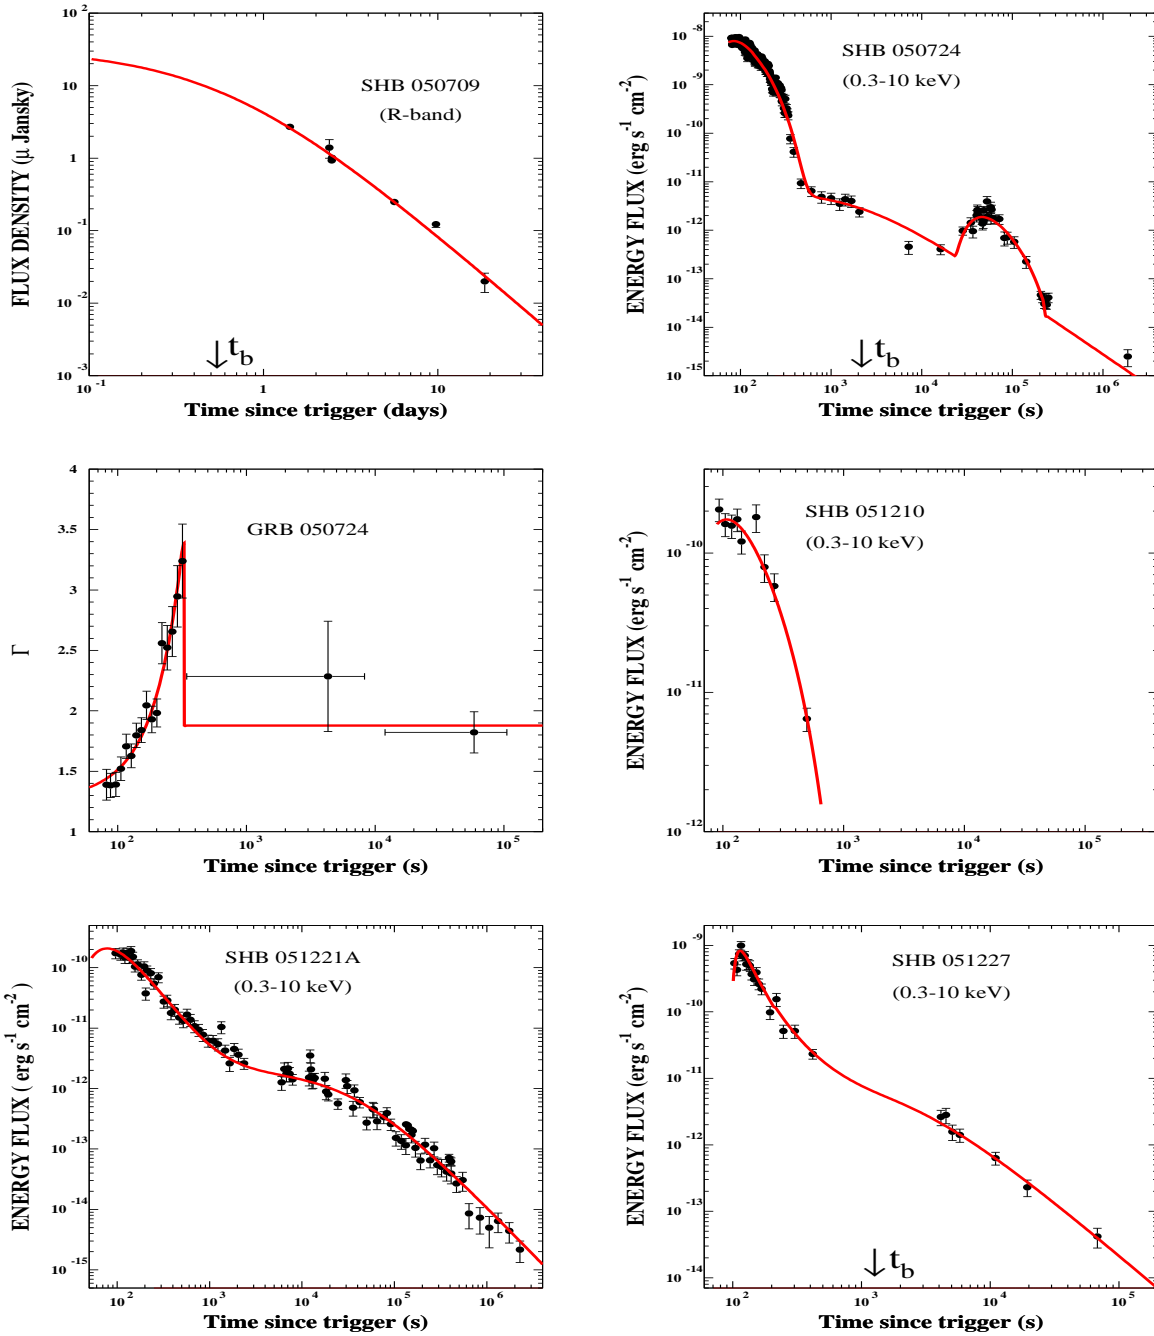 10^2
10
1
10^-1
10^-2
10^-3
FLUX DENSITY (μ Jansky)
SHB 050709
(R-band)
t_b
10^-1
1
10
Time since trigger (days)
10^-8
10^-9
10^-10
10^-11
10^-12
10^-13
10^-14
10^-15
ENERGY FLUX (erg s^-1 cm^-2)
SHB 050724
(0.3-10 keV)
t_b
10^2
10^3
10^4
10^5
10^6
Time since trigger (s)
4
3.5
3
2.5
2
1.5
1
Γ
GRB 050724
10^2
10^3
10^4
10^5
Time since trigger (s)
10^-10
10^-11
10^-12
ENERGY FLUX (erg s^-1 cm^-2)
SHB 051210
(0.3-10 keV)
10^2
10^3
10^4
10^5
Time since trigger (s)
10^-10
10^-11
10^-12
10^-13
10^-14
10^-15
ENERGY FLUX ( erg s^-1 cm^-2)
SHB 051221A
(0.3-10 keV)
10^2
10^3
10^4
10^5
10^6
Time since trigger (s)
10^-9
10^-10
10^-11
10^-12
10^-13
10^-14
ENERGY FLUX (erg s^-1 cm^-2)
SHB 051227
(0.3-10 keV)
t_b
10^2
10^3
10^4
10^5
Time since trigger (s)